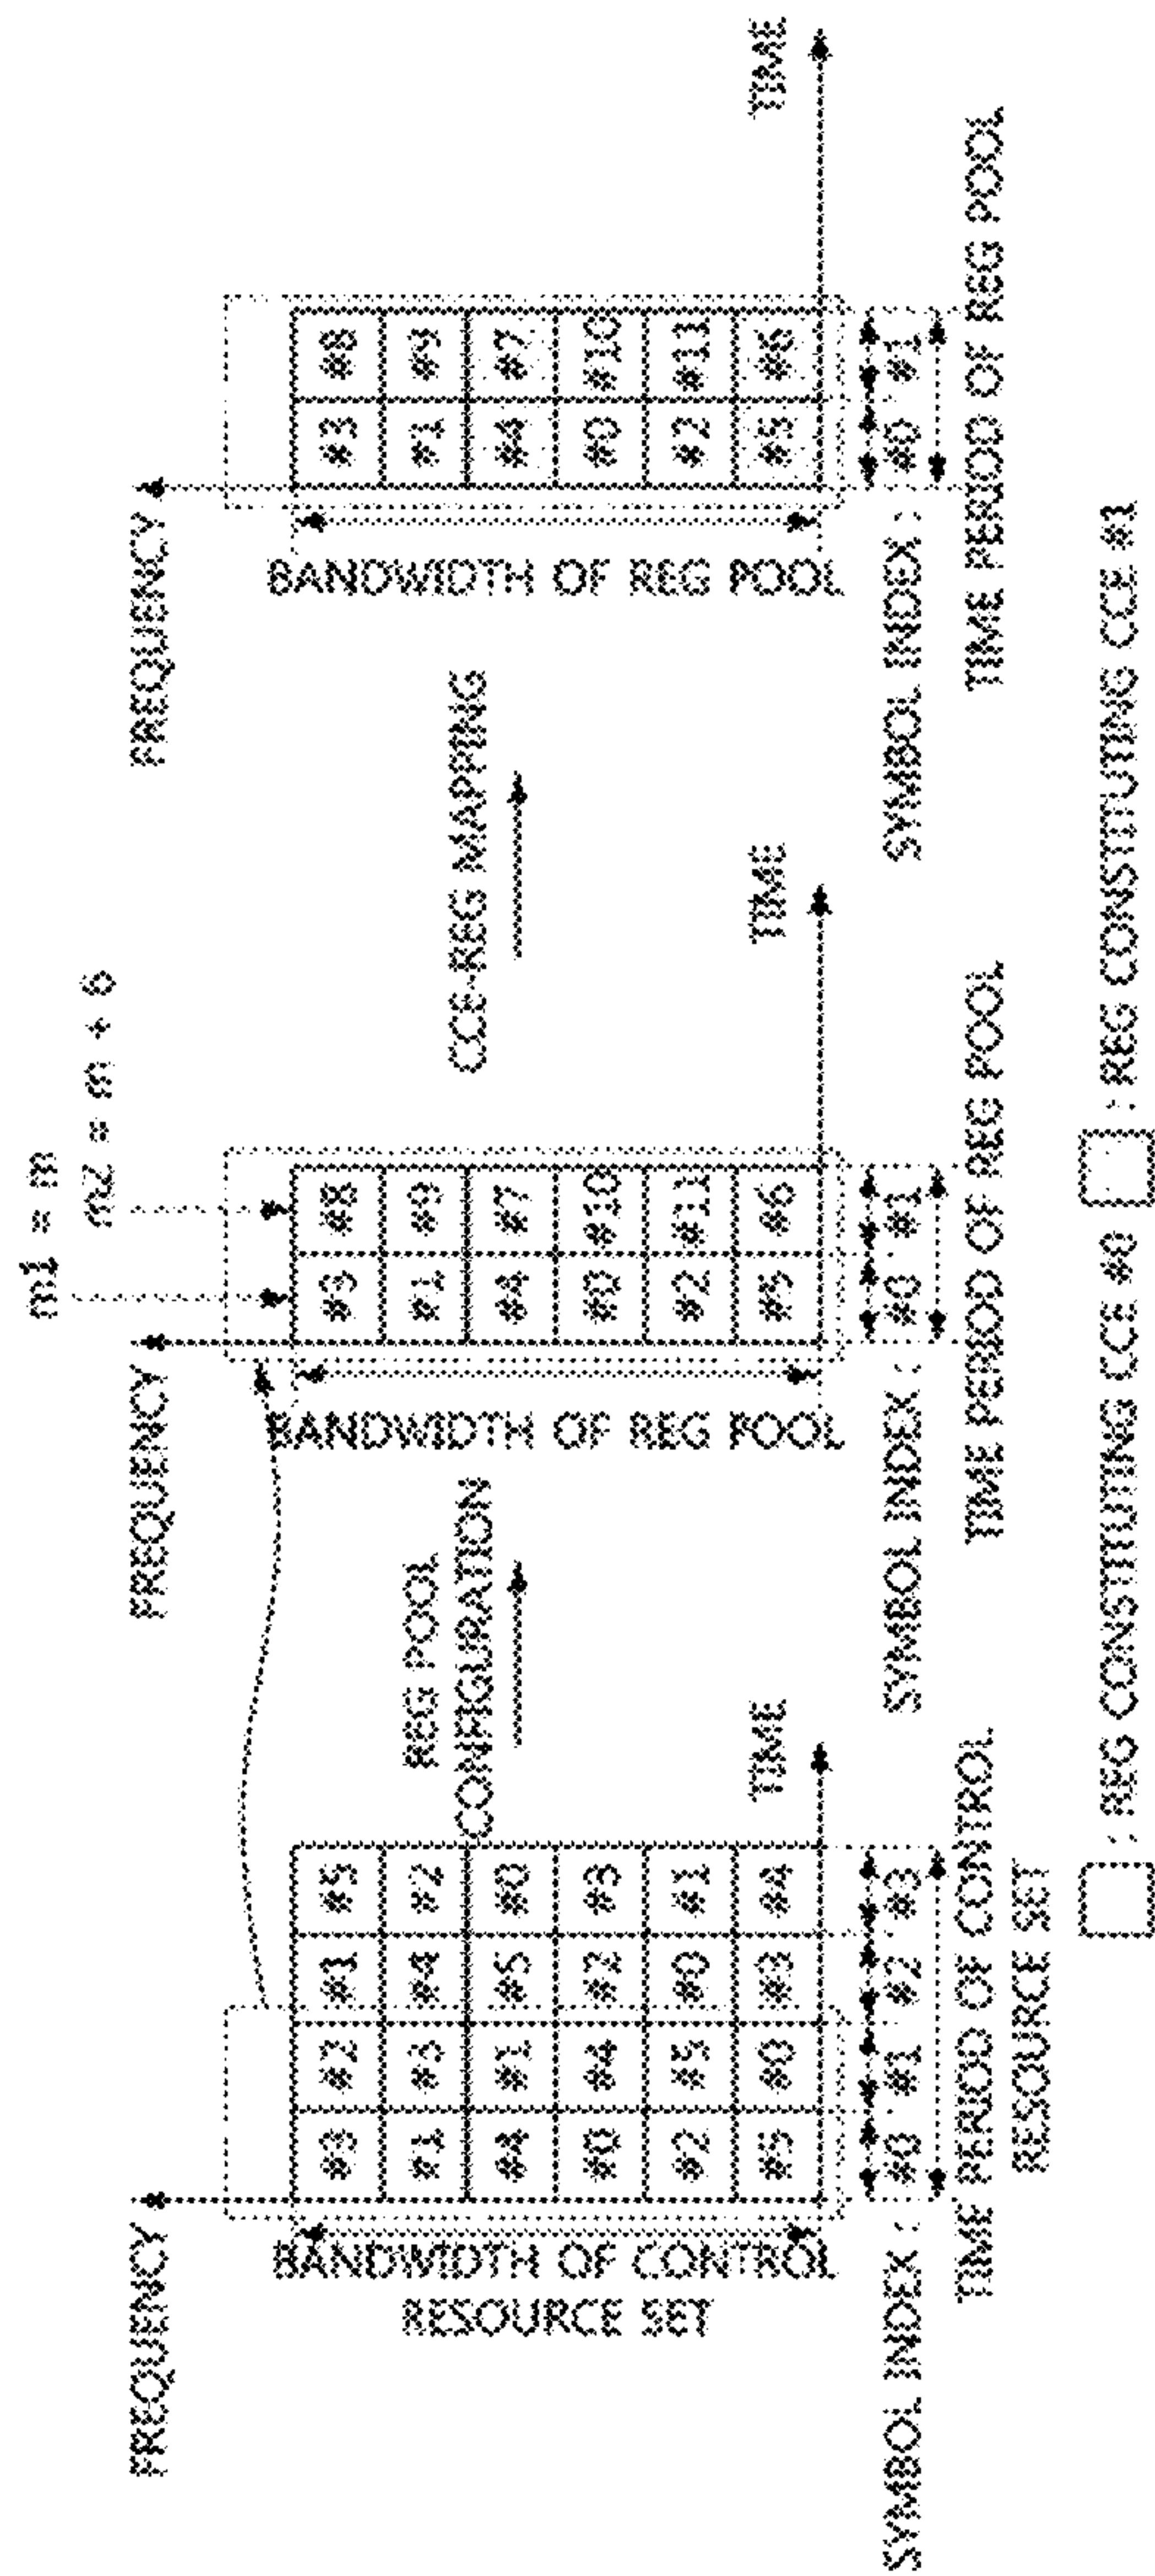 m1 = m
m2 = m + 6
FREQUENCY
FREQUENCY
FREQUENCY
BANDWIDTH OF CONTROL
RESOURCE SET
#3 #2 #1 #5
#1 #3 #4 #2
#4 #1 #5 #0
#0 #4 #2 #3
#2 #5 #0 #1
#5 #0 #3 #4
TIME
SYMBOL INDEX : #0 #1 #2 #3
TIME PERIOD OF CONTROL
RESOURCE SET
REG POOL
CONFIGURATION
BANDWIDTH OF REG POOL
#3 #8
#1 #9
#4 #7
#0 #10
#2 #11
#5 #6
TIME
SYMBOL INDEX : #0 #1
TIME PERIOD OF REG POOL
CCE-REG MAPPING
BANDWIDTH OF REG POOL
#3 #8
#1 #9
#4 #7
#0 #10
#2 #11
#5 #6
TIME
SYMBOL INDEX : #0 #1
TIME PERIOD OF REG POOL
: REG CONSTITUTING CCE #0
: REG CONSTITUTING CCE #1